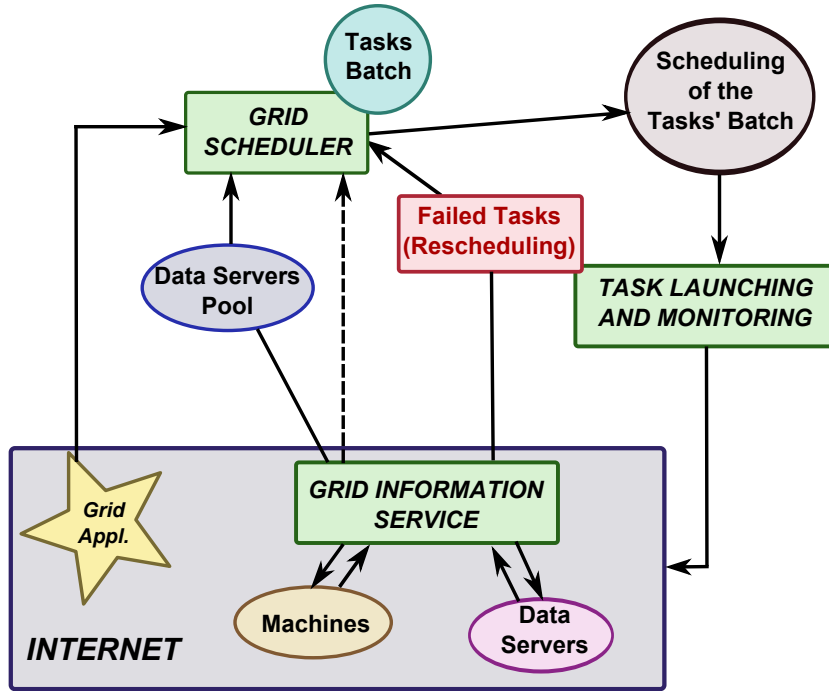 Tasks
Batch
GRID
SCHEDULER
Scheduling
of the
Tasks' Batch
Failed Tasks
(Rescheduling)
Data Servers
Pool
TASK LAUNCHING
AND MONITORING
Grid
Appl.
GRID INFORMATION
SERVICE
Machines
Data
Servers
INTERNET